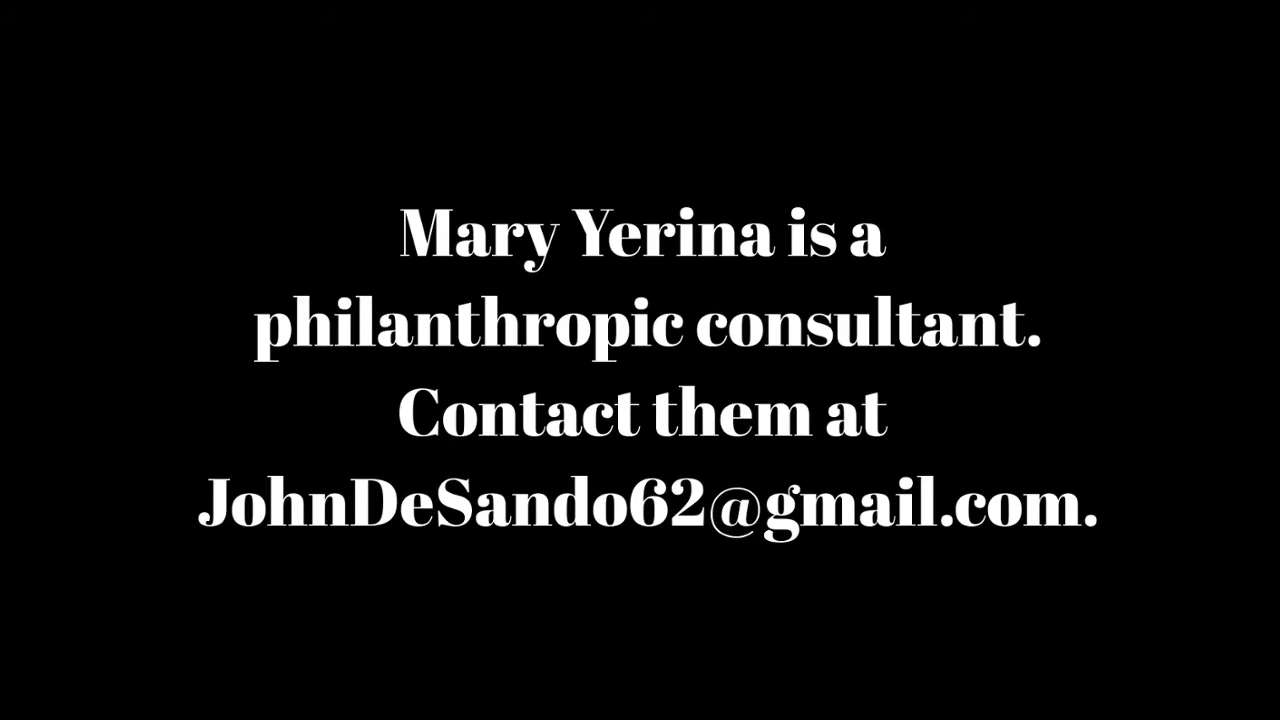 Mary Yerina is a
philanthropic consultant.
Contact them at
JohnDeSando62@gmail.com.